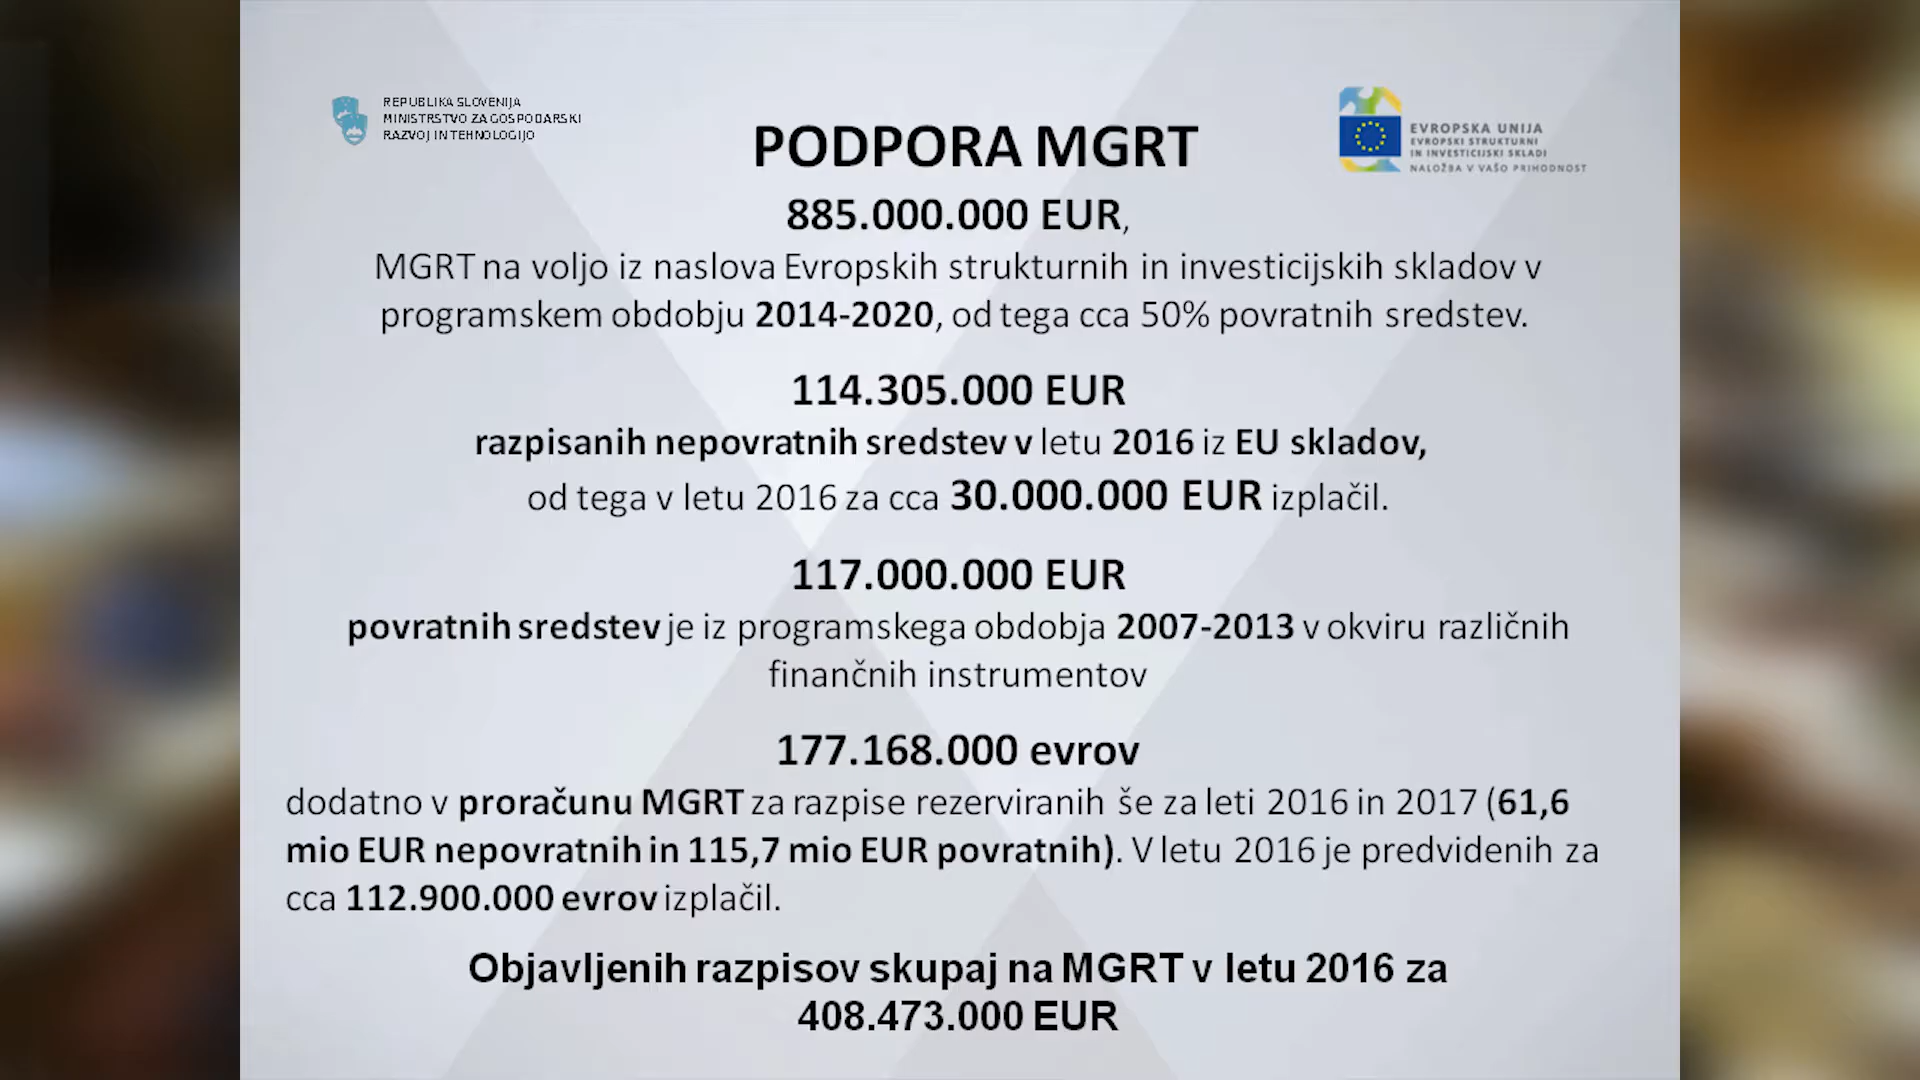 REPUBLIKA SLOVENIJA
MINISTRSTVO ZA GOSPODARSKI
RAZVOJ IN TEHNOLOGIJO
EVROPSKA UNIJA
EVROPSKI STRUKTURNI
IN INVESTICIJSKI SKLADI
NALOŽBA V VAŠO PRIHODNOST
PODPORA MGRT
885.000.000 EUR,
MGRT na voljo iz naslova Evropskih strukturnih in investicijskih skladov v
programskem obdobju 2014-2020, od tega cca 50% povratnih sredstev.
114.305.000 EUR
razpisanih nepovratnih sredstev v letu 2016 iz EU skladov,
od tega v letu 2016 za cca 30.000.000 EUR izplačil.
117.000.000 EUR
povratnih sredstev je iz programskega obdobja 2007-2013 v okviru različnih
finančnih instrumentov
177.168.000 evrov
dodatno v proračunu MGRT za razpise rezerviranih še za leti 2016 in 2017 (61,6
mio EUR nepovratnih in 115,7 mio EUR povratnih). V letu 2016 je predvidenih za
cca 112.900.000 evrov izplačil.
Objavljenih razpisov skupaj na MGRT v letu 2016 za
408.473.000 EUR